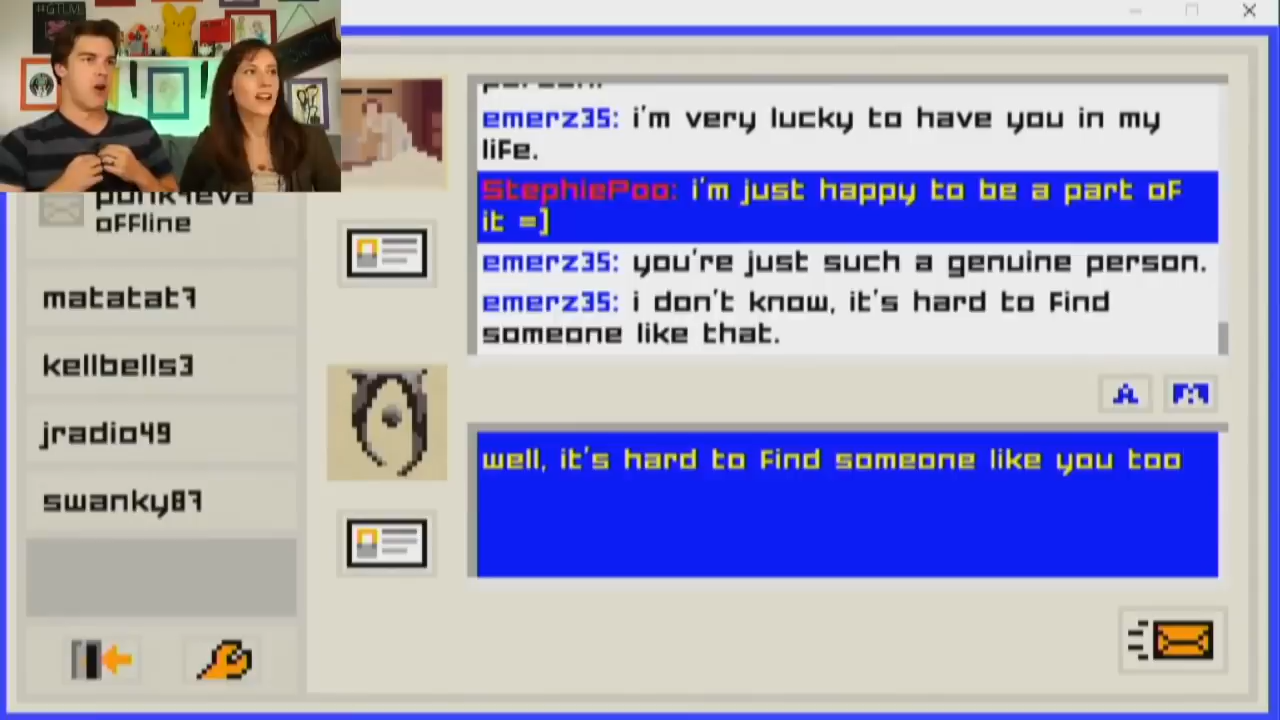 #GTLIVE
emerz35: i'm very lucky to have you in my
life.
StephiePoo: i'm just happy to be a part of
it =]
emerz35: you're just such a genuine person.
emerz35: i don't know, it's hard to find
someone like that.
offline
matatat7
kellbells3
jradio49
swanky87
A
well, it's hard to find someone like you too